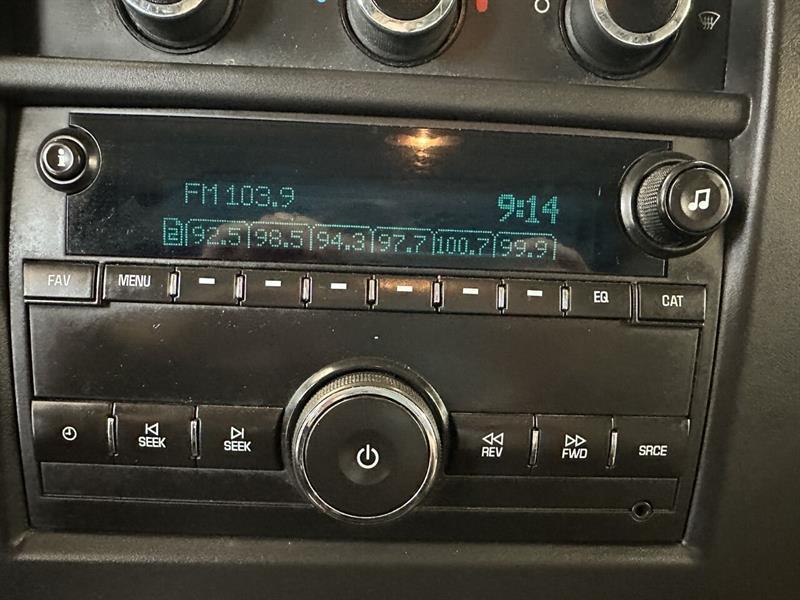 FM 103.9 9:14
2 92.5 98.5 94.3 97.7 100.7 99.9
FAV MENU EQ CAT
SEEK SEEK REV FWD SRCE